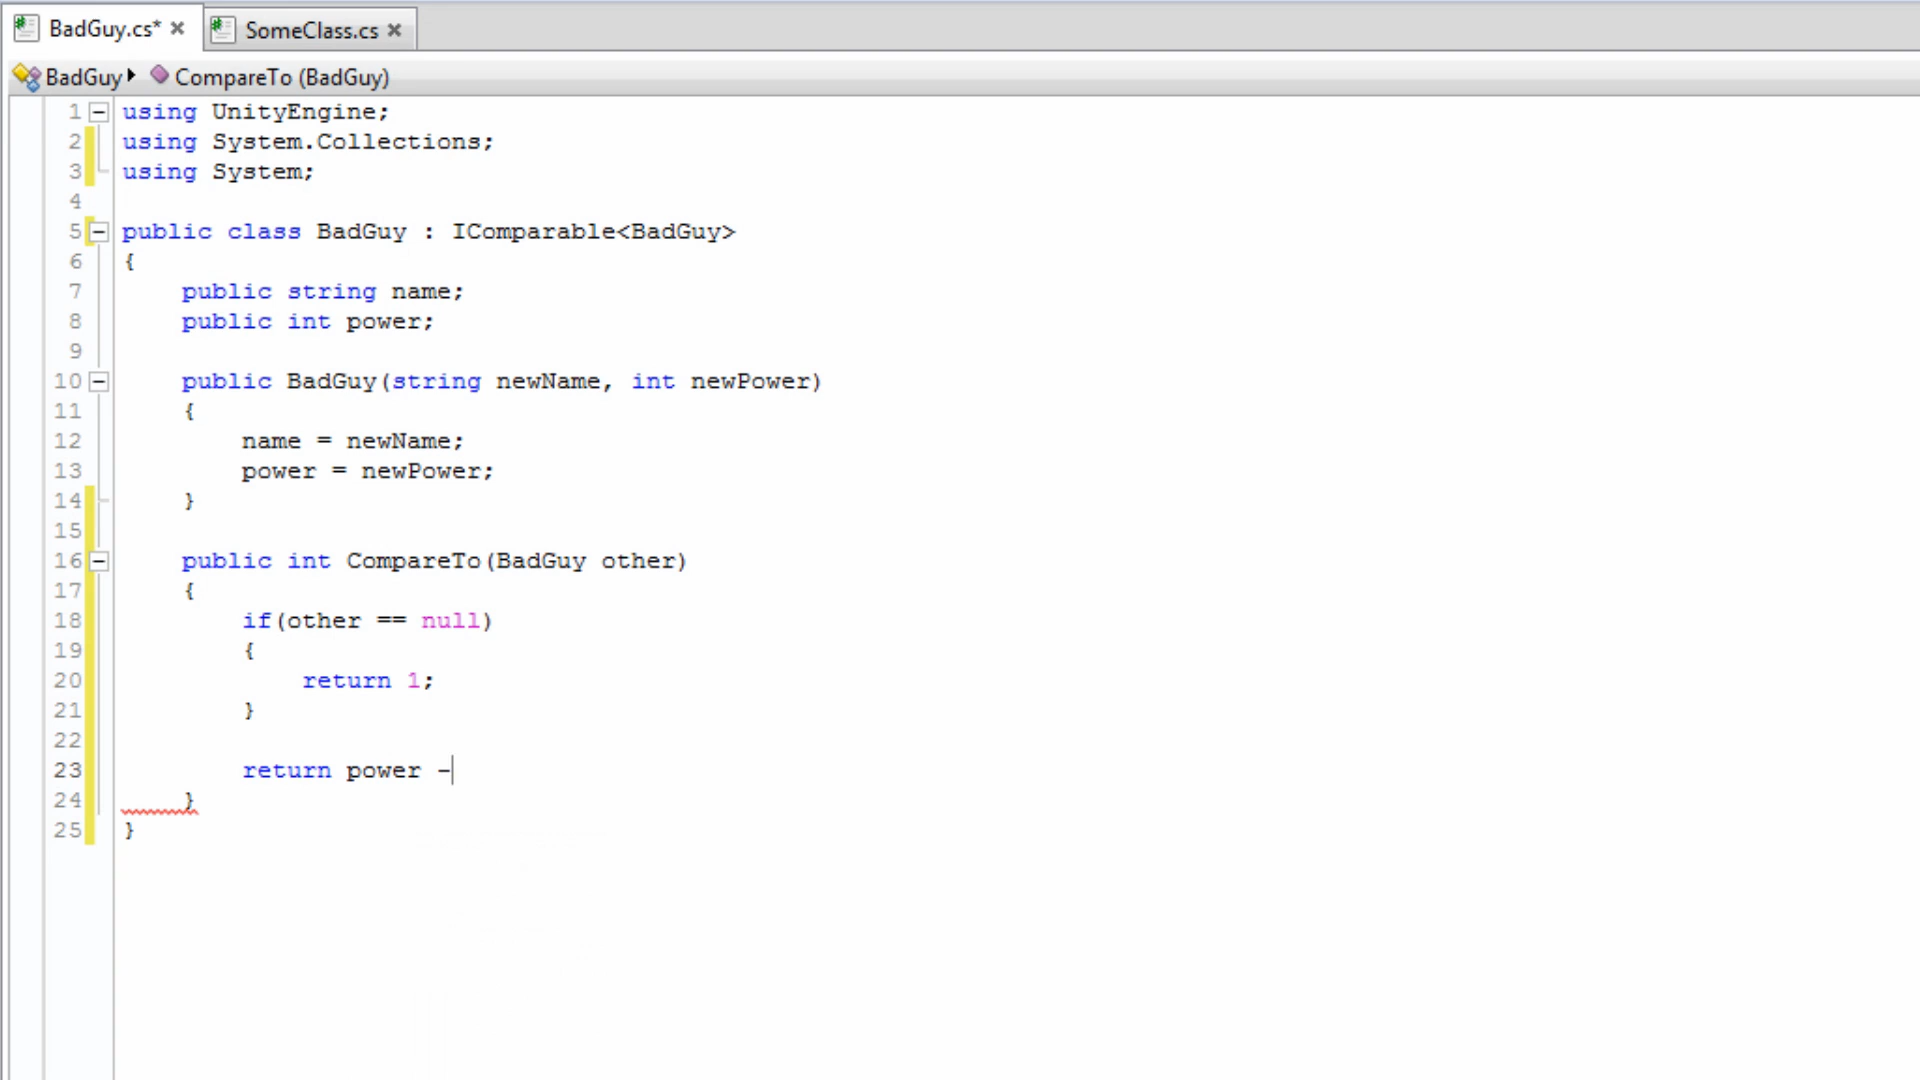 BadGuy.cs* SomeClass.cs
BadGuy CompareTo (BadGuy)
1 using UnityEngine;
2 using System.Collections;
3 using System;
4
5 public class BadGuy : IComparable<BadGuy>
6 {
7 public string name;
8 public int power;
9
10 public BadGuy(string newName, int newPower)
11 {
12 name = newName;
13 power = newPower;
14 }
15
16 public int CompareTo(BadGuy other)
17 {
18 if(other == null)
19 {
20 return 1;
21 }
22
23 return power -
24 }
25 }